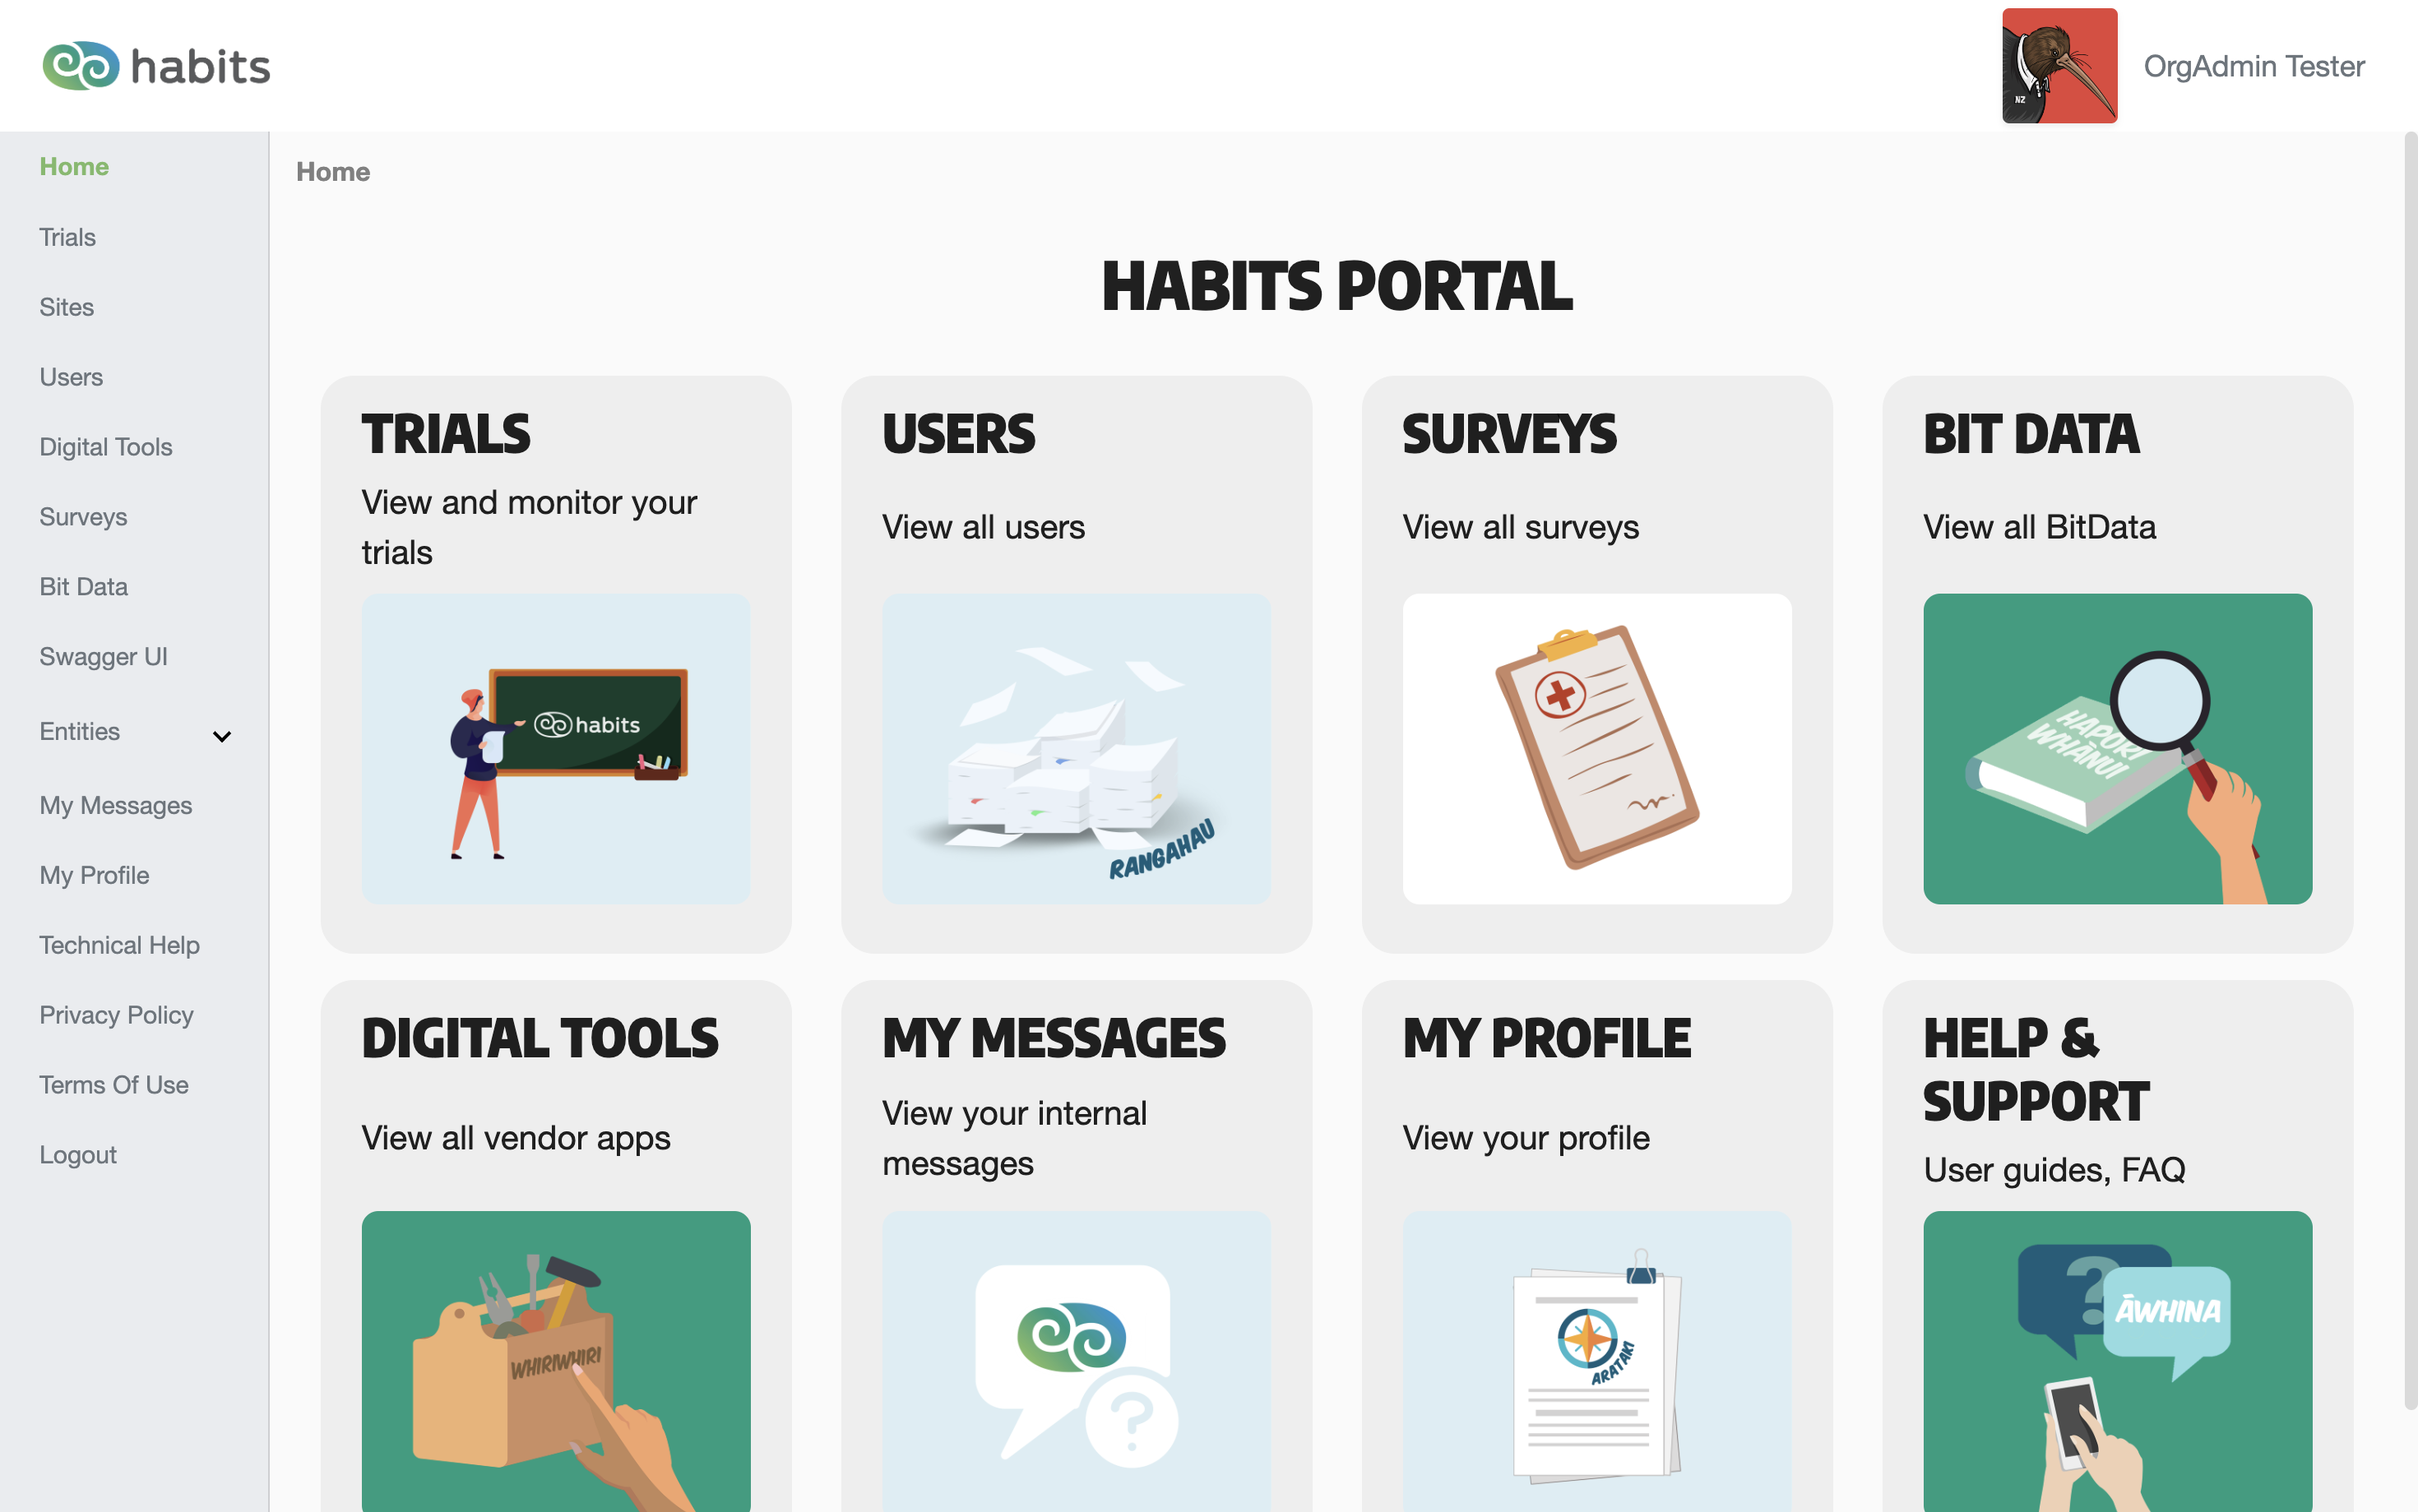 habits
NZ
OrgAdmin Tester
Home
Trials
Sites
Users
Digital Tools
Surveys
Bit Data
Swagger UI
Entities
My Messages
My Profile
Technical Help
Privacy Policy
Terms Of Use
Logout
Home
HABITS PORTAL
TRIALS
View and monitor your
trials
habits
USERS
View all users
RANGAHAU
SURVEYS
View all surveys
BIT DATA
View all BitData
HAPORI
WHĀNUI
DIGITAL TOOLS
View all vendor apps
WHIRIWHIRI
MY MESSAGES
View your internal
messages
?
MY PROFILE
View your profile
ARATAKI
HELP &
SUPPORT
User guides, FAQ
?
ĀWHINA